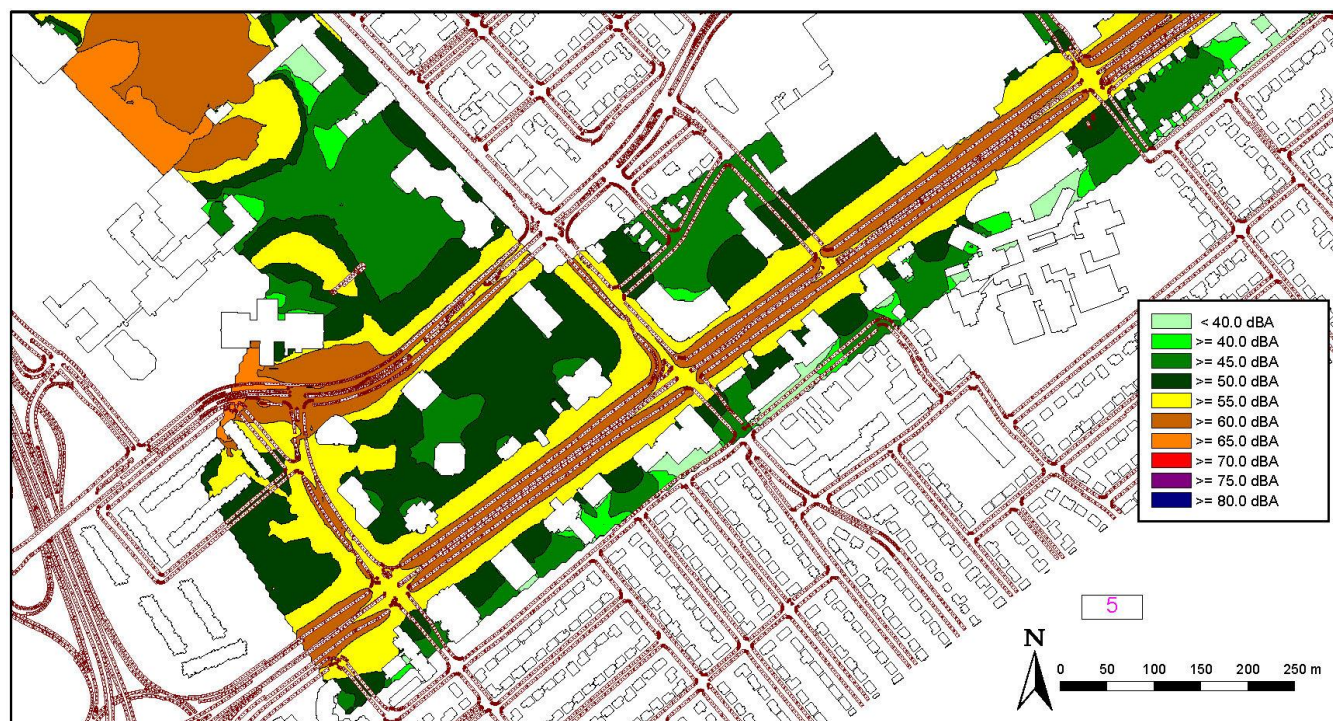 < 40.0 dBA
>= 40.0 dBA
>= 45.0 dBA
>= 50.0 dBA
>= 55.0 dBA
>= 60.0 dBA
>= 65.0 dBA
>= 70.0 dBA
>= 75.0 dBA
>= 80.0 dBA
5
N
0 50 100 150 200 250 m